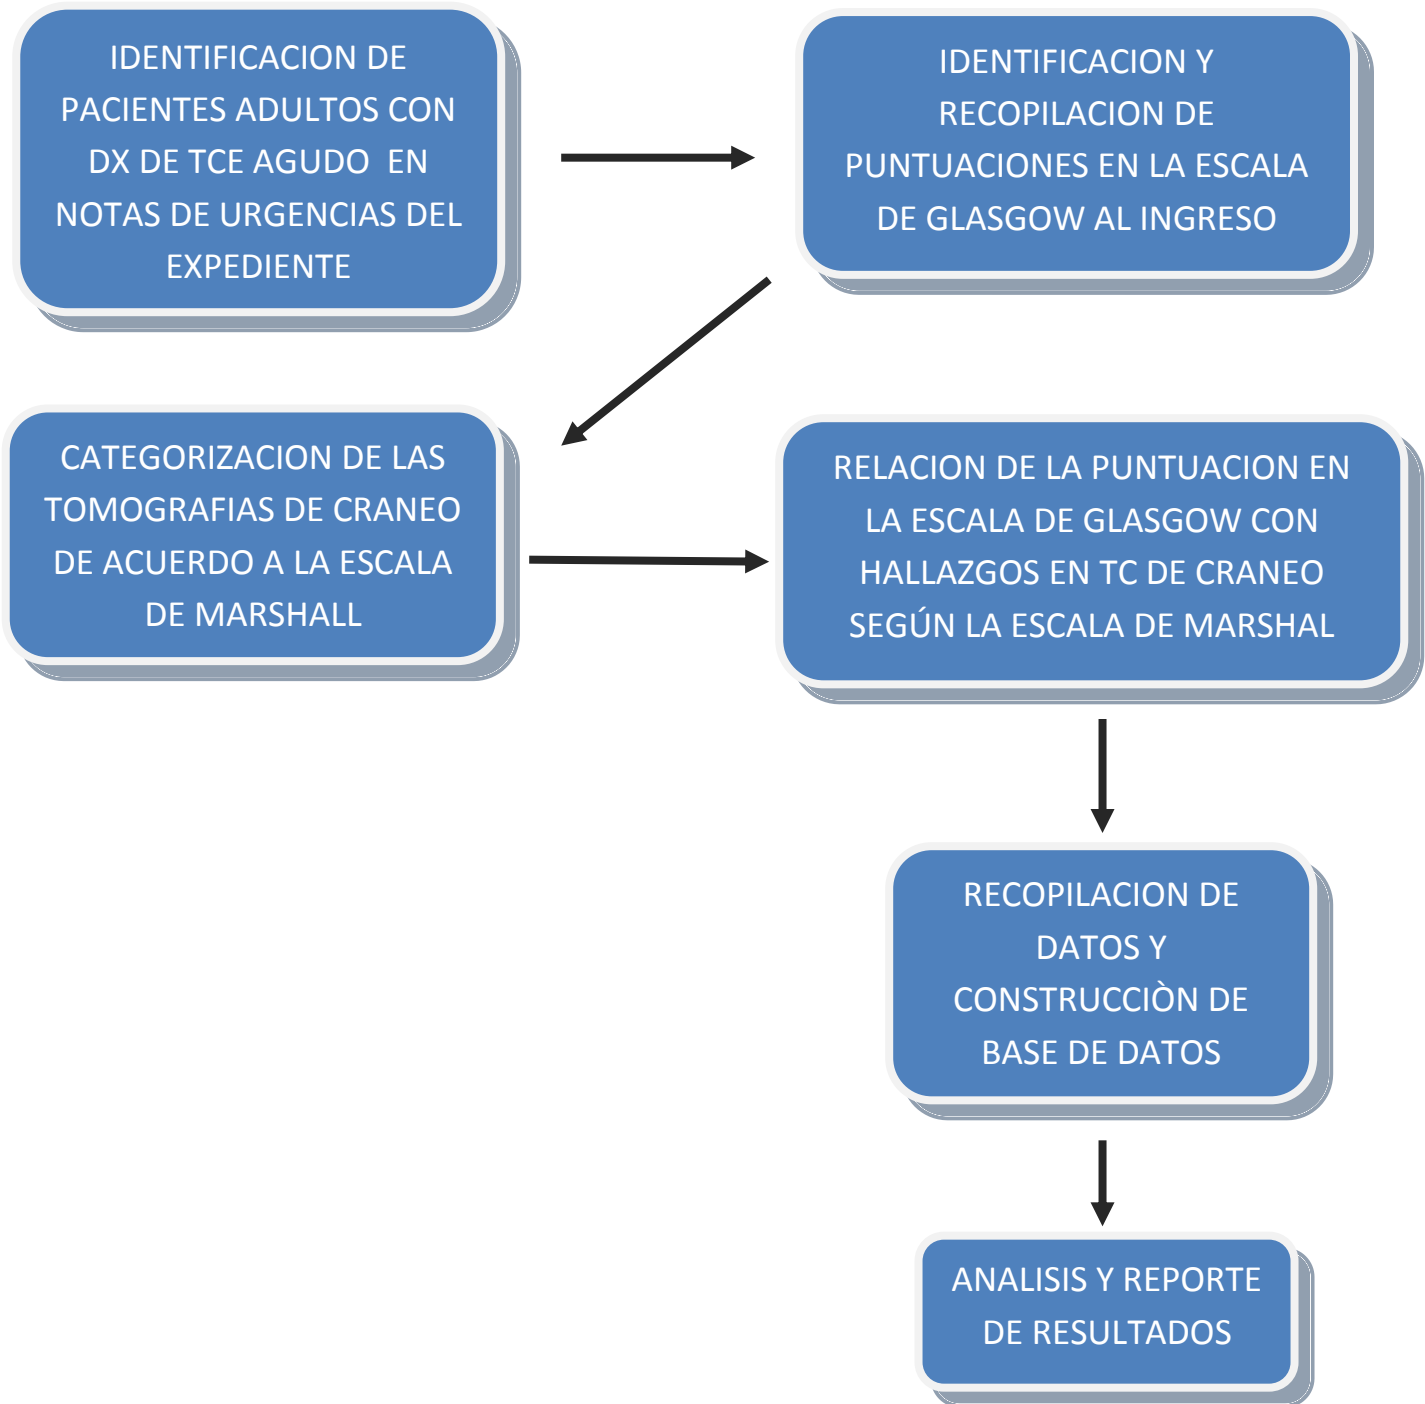 IDENTIFICACION DE
PACIENTES ADULTOS CON
DX DE TCE AGUDO  EN
NOTAS DE URGENCIAS DEL
EXPEDIENTE
IDENTIFICACION Y
RECOPILACION DE
PUNTUACIONES EN LA ESCALA
DE GLASGOW AL INGRESO
CATEGORIZACION DE LAS
TOMOGRAFIAS DE CRANEO
DE ACUERDO A LA ESCALA
DE MARSHALL
RELACION DE LA PUNTUACION EN
LA ESCALA DE GLASGOW CON
HALLAZGOS EN TC DE CRANEO
SEGÚN LA ESCALA DE MARSHAL
RECOPILACION DE
DATOS Y
CONSTRUCCIÒN DE
BASE DE DATOS
ANALISIS Y REPORTE
DE RESULTADOS